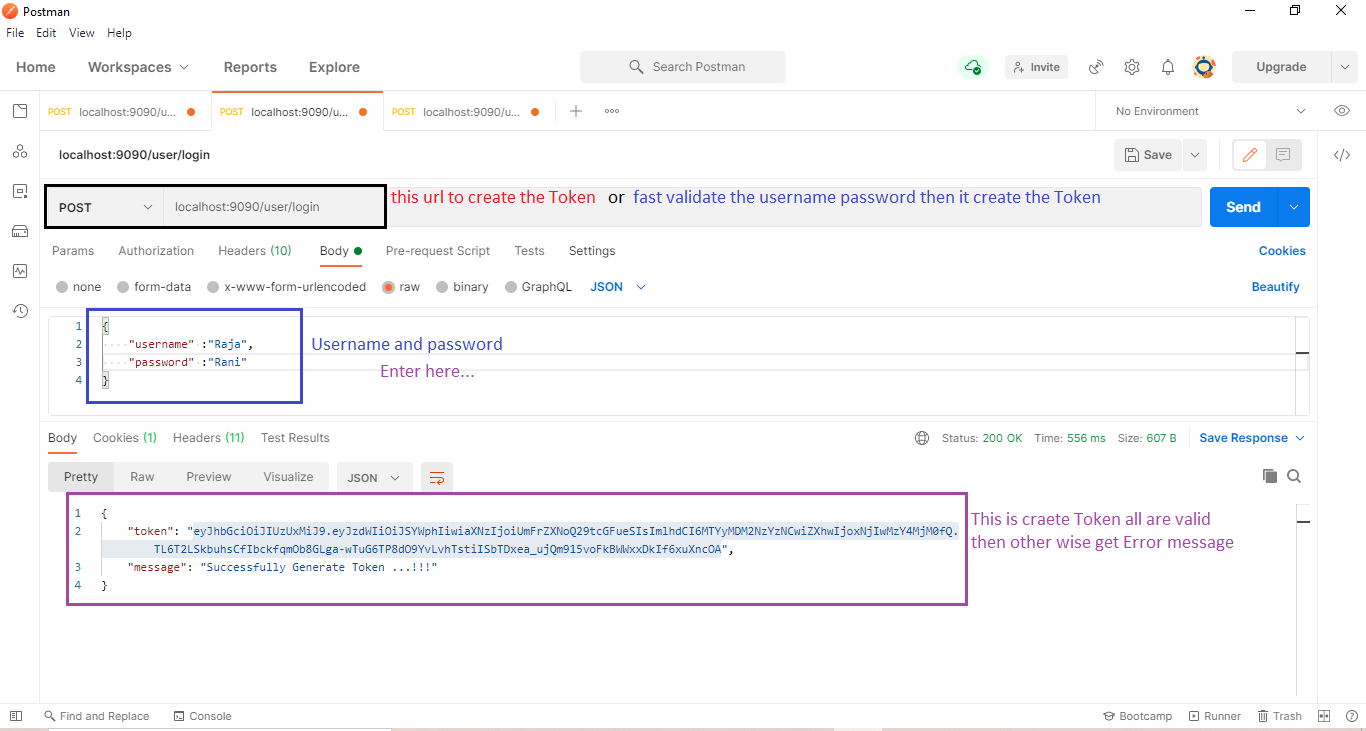 Postman
File Edit View Help
Home Workspaces Reports Explore Search Postman Invite Upgrade
POST localhost:9090/u... POST localhost:9090/u... POST localhost:9090/u... No Environment
localhost:9090/user/login Save
POST localhost:9090/user/login this url to create the Token or fast validate the username password then it create the Token Send
Params Authorization Headers (10) Body Pre-request Script Tests Settings Cookies
none form-data x-www-form-urlencoded raw binary GraphQL JSON Beautify
1 {
2 "username" :"Raja", Username and password
3 "password" :"Rani" Enter here...
4 }
Body Cookies (1) Headers (11) Test Results Status: 200 OK Time: 556 ms Size: 607 B Save Response
Pretty Raw Preview Visualize JSON
1 {
2 "token": "eyJhbGciOiJIUzUxMiJ9.eyJzdWIiOiJSYWphIiwiaXNzIjoiUmFrZXNoQ29tcGFueSIsImlhdCI6MTYyMDM2NzYzNCwiZXhwIjoxNjIwMzY4MjM0fQ.
TL6T2LSkbuhsCfIbckfqmOb8GLga-wTuG6TP8dO9YvLvhTstiISbTDxea_ujQm915voFkBWWxxDkIf6xuXncOA",
3 "message": "Successfully Generate Token ...!!!"
4 }
This is craete Token all are valid
then other wise get Error message
Find and Replace Console Bootcamp Runner Trash